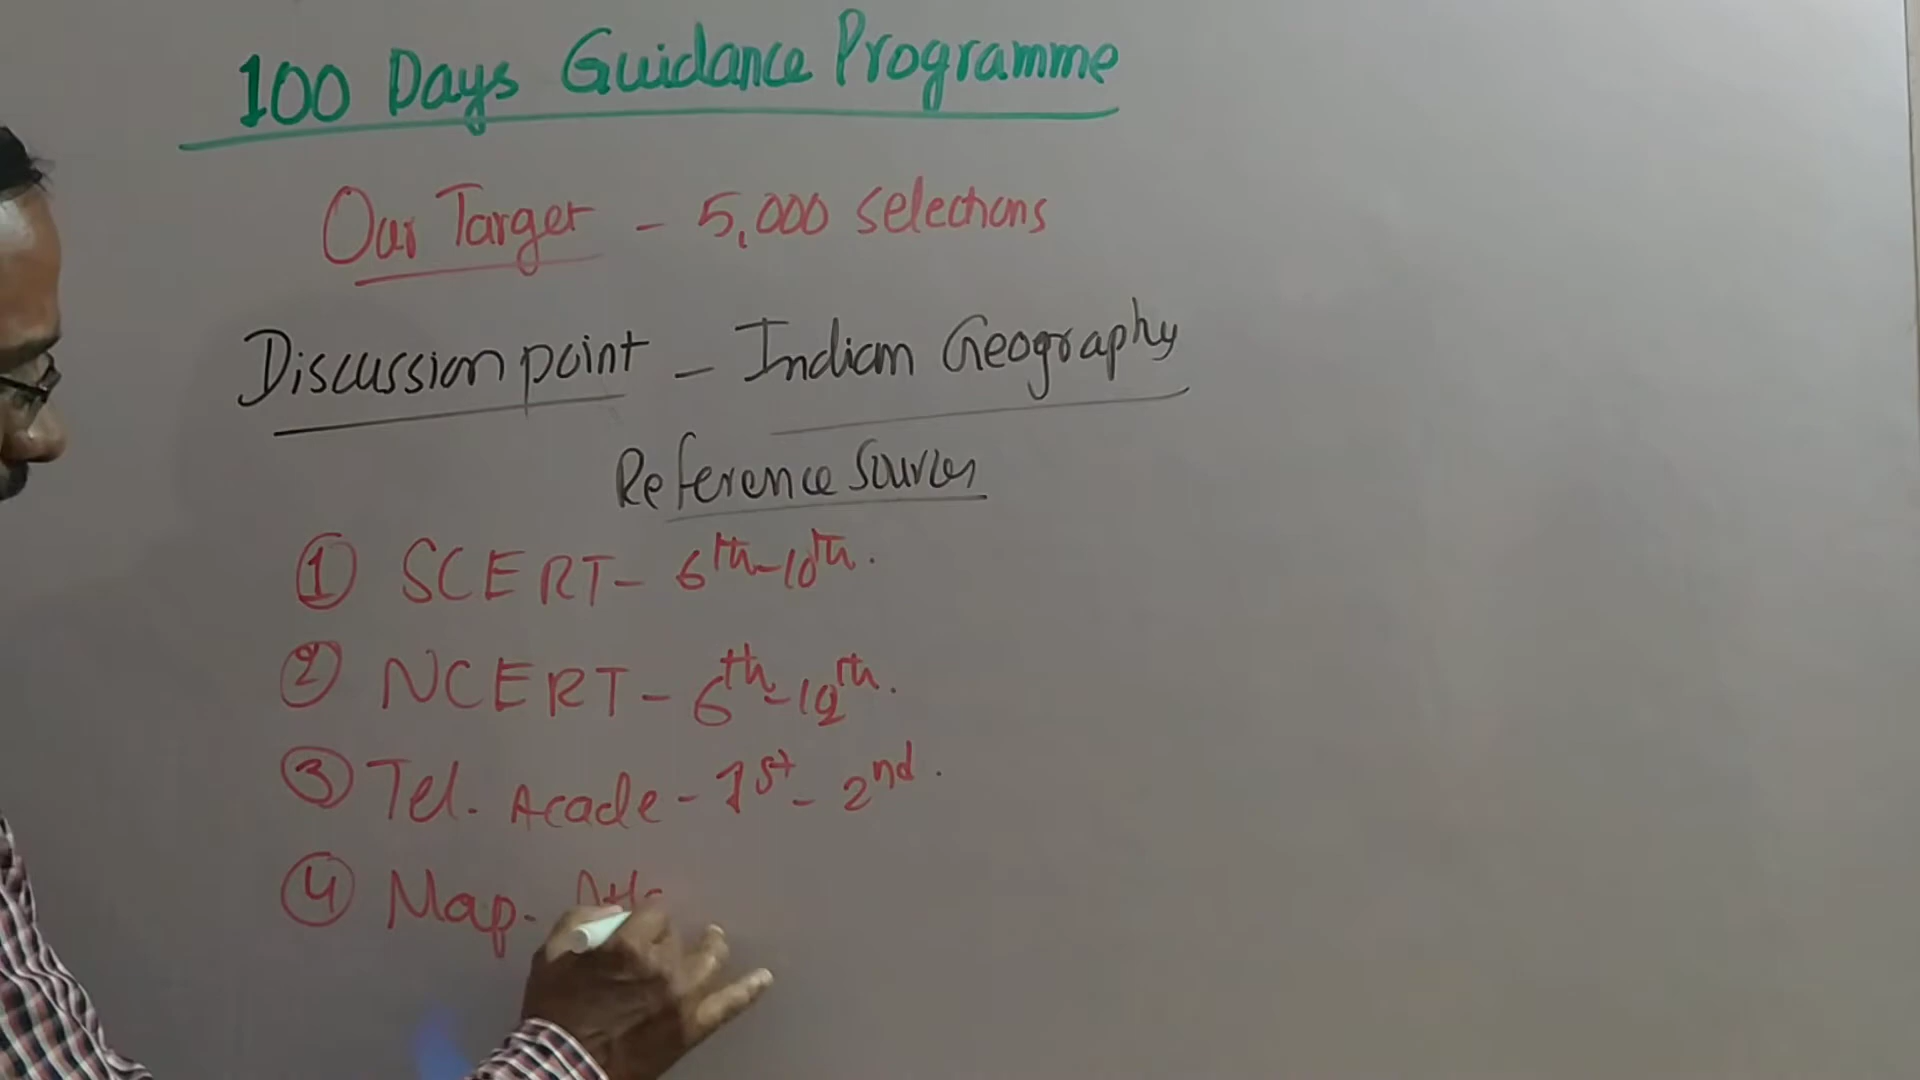 100 Days Guidance Programme
Our Target - 5,000 selections
Discussion point - Indian Geography
Reference Sources
① SCERT - 6th-10th.
② NCERT - 6th-12th.
③ Tel. Acade - 1st - 2nd.
④ Map -